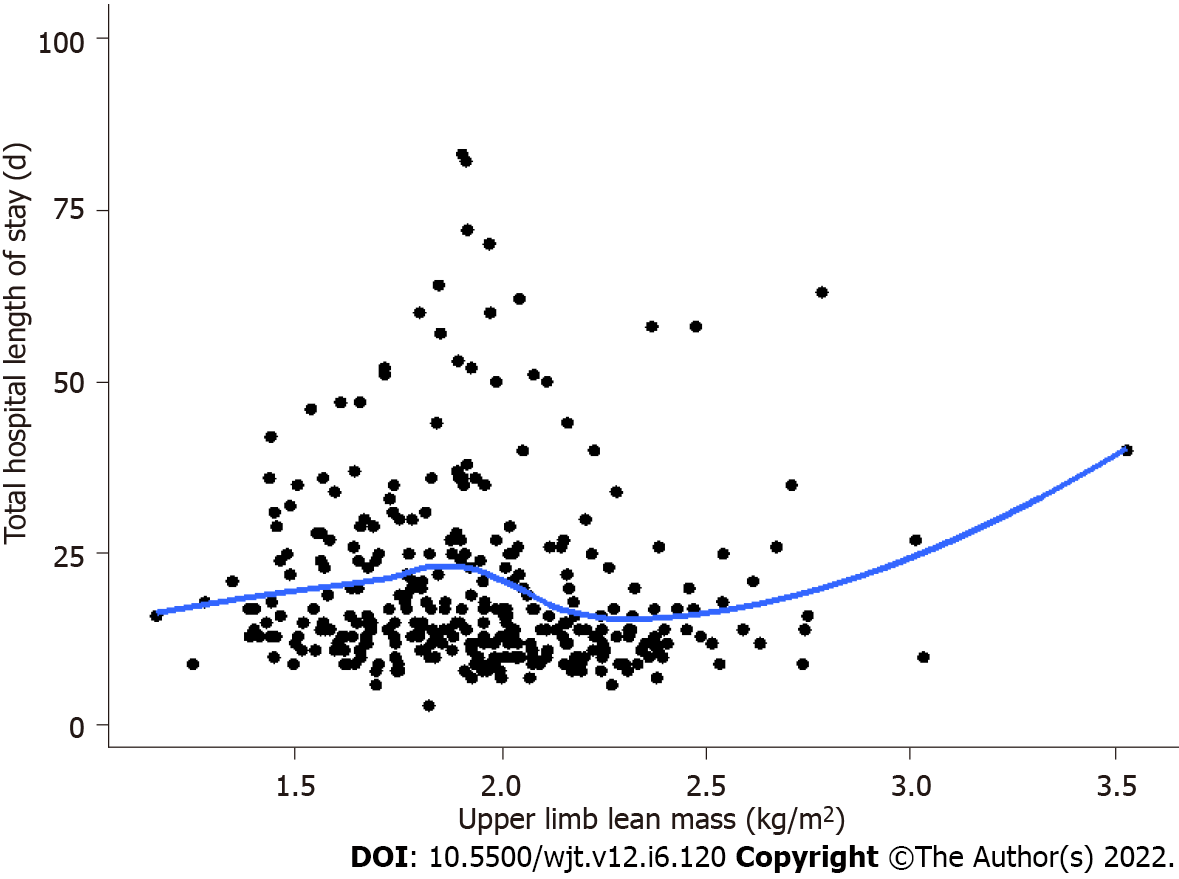 100
75
50
25
0
Total hospital length of stay (d)
1.5 2.0 2.5 3.0 3.5
Upper limb lean mass (kg/m²)
DOI: 10.5500/wjt.v12.i6.120 Copyright ©The Author(s) 2022.